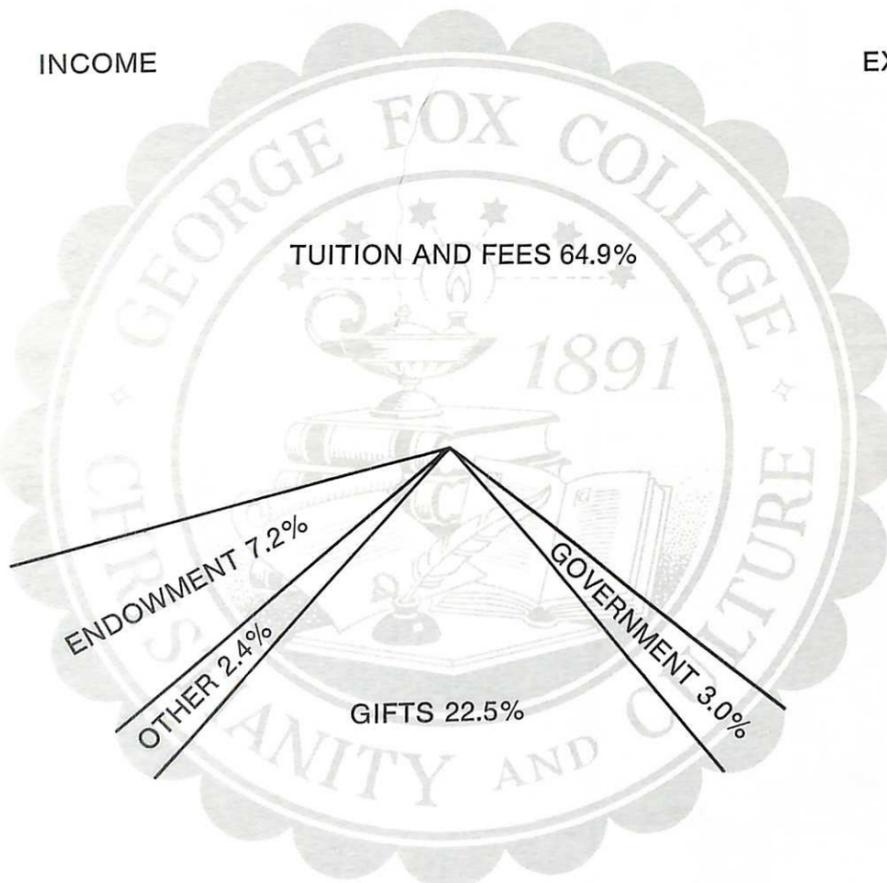 INCOME
EX
GEORGE FOX COLLEGE
TUITION AND FEES 64.9%
1891
ENDOWMENT 7.2%
OTHER 2.4%
GIFTS 22.5%
GOVERNMENT 3.0%
CHRISTIANITY AND CULTURE